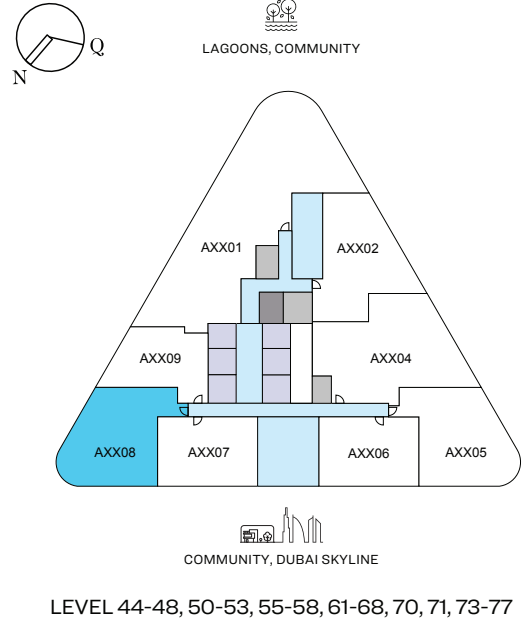 N
Q
LAGOONS, COMMUNITY
AXX01
AXX02
AXX09
AXX04
AXX08
AXX07
AXX06
AXX05
COMMUNITY, DUBAI SKYLINE
LEVEL 44-48, 50-53, 55-58, 61-68, 70, 71, 73-77